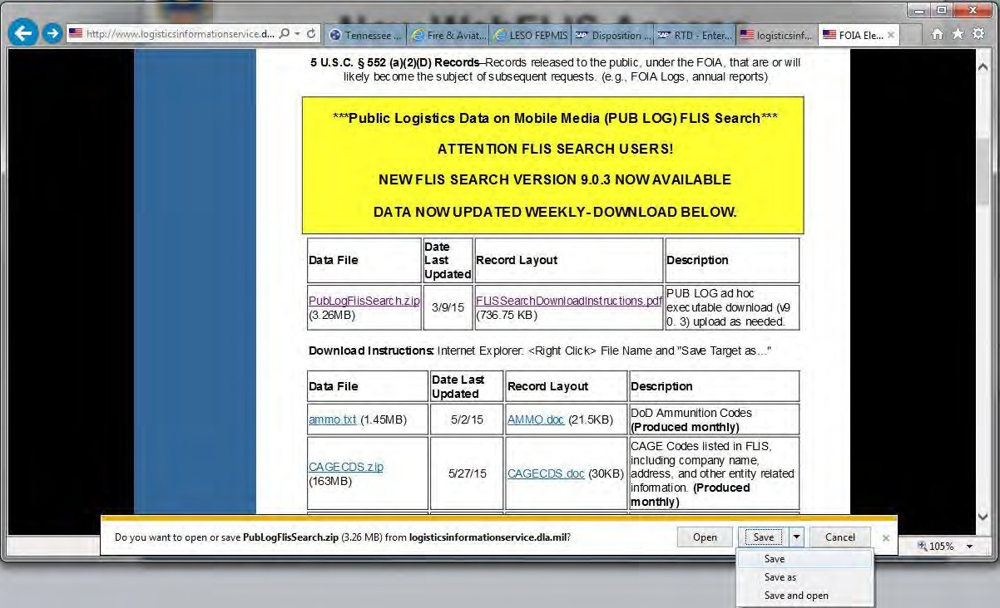 http://www.logisticsinformationservice.d...
Tennessee ...
Fire & Aviat...
LESO FEPMIS
Disposition ...
RTD - Enter...
logisticsinf...
FOIA Ele...
5 U.S.C. § 552 (a)(2)(D) Records–Records released to the public, under the FOIA, that are or will
likely become the subject of subsequent requests. (e.g., FOIA Logs, annual reports)
***Public Logistics Data on Mobile Media (PUB LOG) FLIS Search***
ATTENTION FLIS SEARCH USERS!
NEW FLIS SEARCH VERSION 9.0.3 NOW AVAILABLE
DATA NOW UPDATED WEEKLY- DOWNLOAD BELOW.
Data File
Date
Last
Updated
Record Layout
Description
PubLogFlisSearch.zip
(3.26MB)
3/9/15
FLISSearchDownloadInstructions.pdf
(736.75 KB)
PUB LOG ad hoc
executable download (v9
0. 3) upload as needed.
Download Instructions: Internet Explorer: <Right Click> File Name and "Save Target as..."
Data File
Date Last
Updated
Record Layout
Description
ammo.txt (1.45MB)
5/2/15
AMMO.doc (21.5KB)
DoD Ammunition Codes
(Produced monthly)
CAGECDS.zip
(163MB)
5/27/15
CAGECDS.doc (30KB)
CAGE Codes listed in FLIS,
including company name,
address, and other entity related
information. (Produced
monthly)
Do you want to open or save PubLogFlisSearch.zip (3.26 MB) from logisticsinformationservice.dla.mil?
Open
Save
Cancel
105%
Save
Save as
Save and open